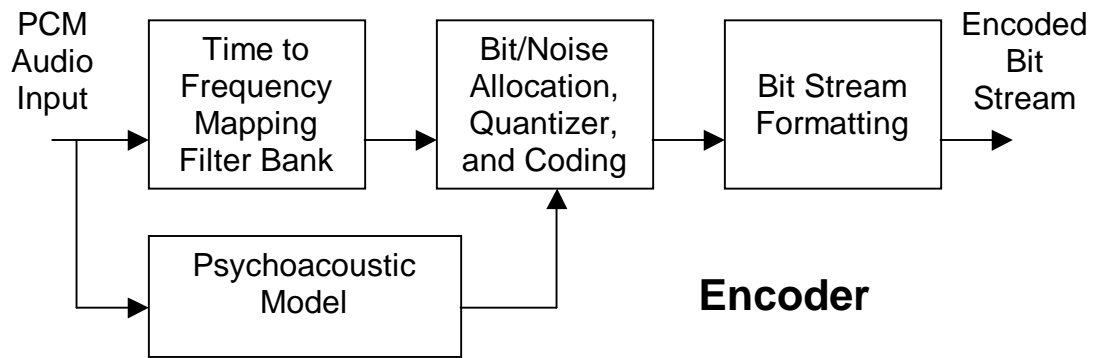 PCM
Audio
Input
Time to
Frequency
Mapping
Filter Bank
Bit/Noise
Allocation,
Quantizer,
and Coding
Bit Stream
Formatting
Encoded
Bit
Stream
Psychoacoustic
Model
Encoder